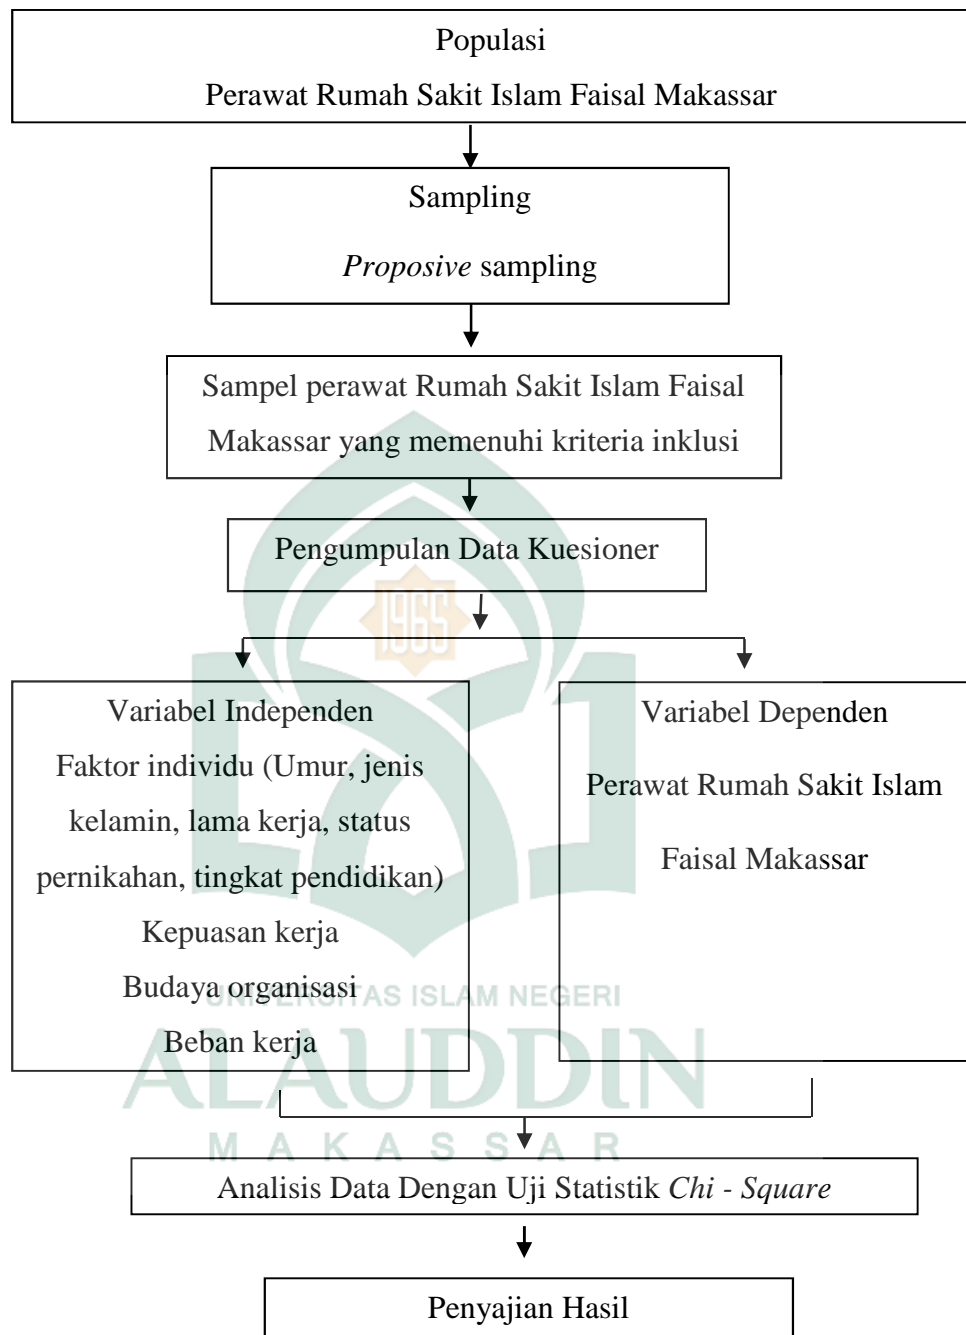 Populasi
Perawat Rumah Sakit Islam Faisal Makassar
Sampling
Proposive sampling
Sampel perawat Rumah Sakit Islam Faisal
Makassar yang memenuhi kriteria inklusi
Pengumpulan Data Kuesioner
1965
Variabel Independen
Faktor individu (Umur, jenis
kelamin, lama kerja, status
pernikahan, tingkat pendidikan)
Kepuasan kerja
Budaya organisasi
Beban kerja
Variabel Dependen
Perawat Rumah Sakit Islam
Faisal Makassar
UNIVERSITAS ISLAM NEGERI
ALAUDDIN
MAKASSAR
Analisis Data Dengan Uji Statistik Chi - Square
Penyajian Hasil